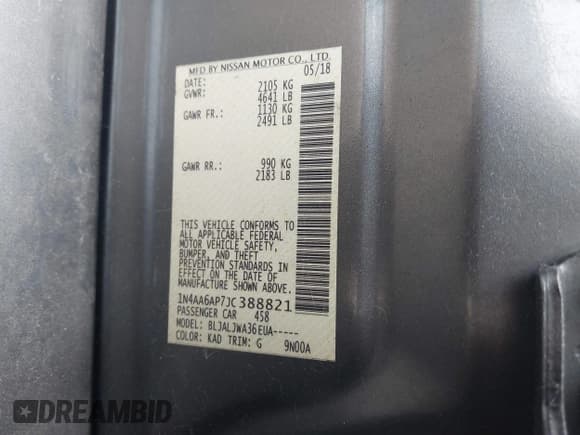 MFD BY NISSAN MOTOR CO., LTD.
DATE: 05/18
GVWR: 2105 KG
4641 LB
GAWR FR.: 1130 KG
2491 LB
GAWR RR.: 990 KG
2183 LB
THIS VEHICLE CONFORMS TO
ALL APPLICABLE FEDERAL
MOTOR VEHICLE SAFETY,
BUMPER, AND THEFT
PREVENTION STANDARDS IN
EFFECT ON THE DATE OF
MANUFACTURE SHOWN ABOVE.
1N4AA6AP7JC388821
PASSENGER CAR 458
MODEL: BLJALJWA36EUA-----
COLOR: KAD TRIM: G 9N00A
DREAMBID